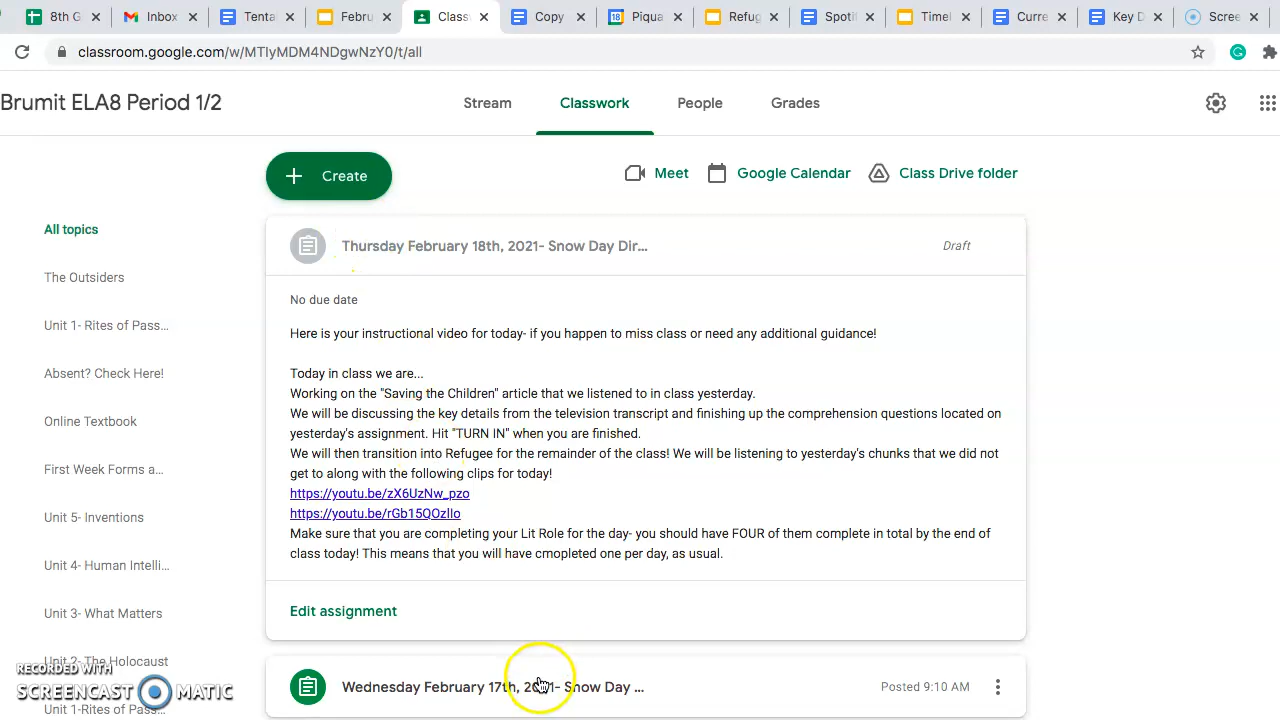 8th G Inbox Tenta Febru Class Copy 18 Piqua Refug Spotif Timel Curre Key D Scree
classroom.google.com/w/MTIyMDM4NDgwNzY0/t/all
Brumit ELA8 Period 1/2
Stream Classwork People Grades
Create
Meet Google Calendar Class Drive folder
All topics
The Outsiders
Unit 1- Rites of Pass...
Absent? Check Here!
Online Textbook
First Week Forms a...
Unit 5- Inventions
Unit 4- Human Intelli...
Unit 3- What Matters
Unit 2- The Holocaust
Unit 1-Rites of Pass...
Thursday February 18th, 2021- Snow Day Dir...
Draft
No due date
Here is your instructional video for today- if you happen to miss class or need any additional guidance!
Today in class we are...
Working on the "Saving the Children" article that we listened to in class yesterday.
We will be discussing the key details from the television transcript and finishing up the comprehension questions located on
yesterday's assignment. Hit "TURN IN" when you are finished.
We will then transition into Refugee for the remainder of the class! We will be listening to yesterday's chunks that we did not
get to along with the following clips for today!
https://youtu.be/zX6UzNw_pzo
https://youtu.be/rGb15QOzlIo
Make sure that you are completing your Lit Role for the day- you should have FOUR of them complete in total by the end of
class today! This means that you will have cmopleted one per day, as usual.
Edit assignment
Wednesday February 17th, 2021- Snow Day ...
Posted 9:10 AM
RECORDED WITH
SCREENCAST MATIC